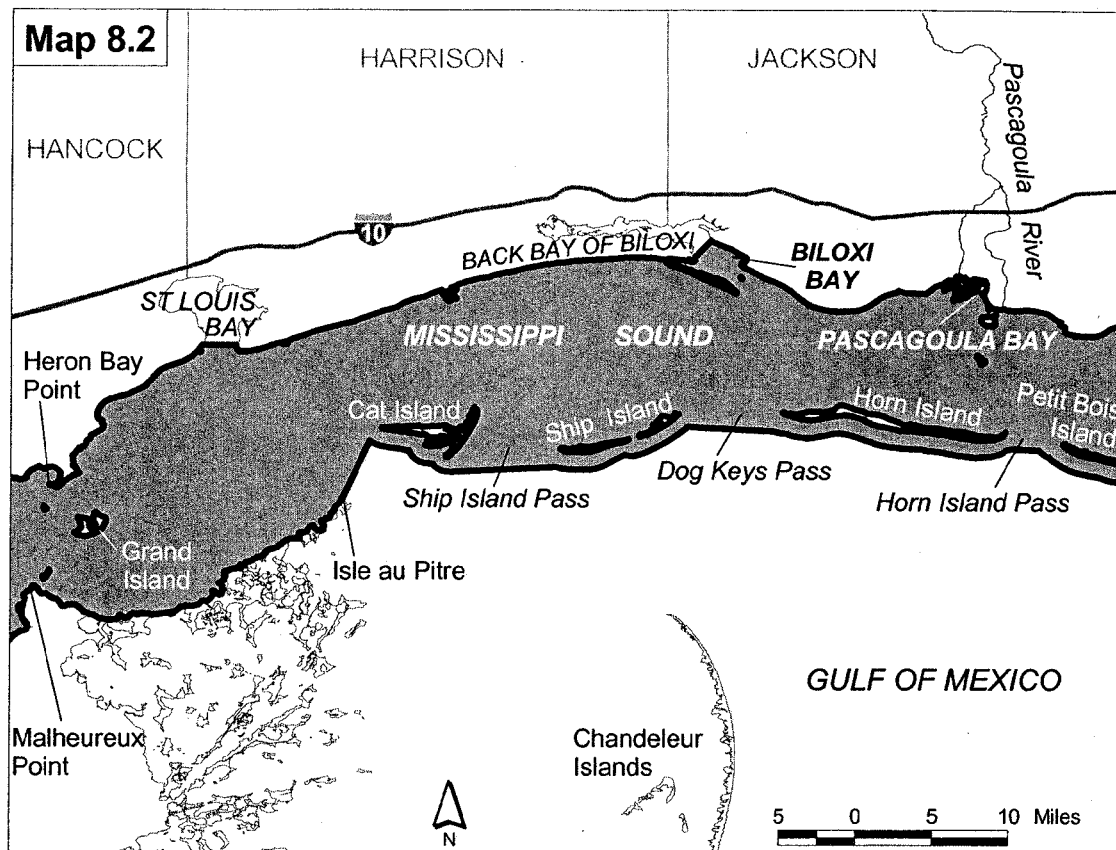 Map 8.2
HARRISON
JACKSON
HANCOCK
Pascagoula
River
10
BACK BAY OF BILOXI
BILOXI
BAY
ST LOUIS
BAY
MISSISSIPPI SOUND
PASCAGOULA BAY
Heron Bay
Point
Cat Island
Ship Island
Horn Island
Petit Bois
Island
Ship Island Pass
Dog Keys Pass
Horn Island Pass
Grand
Island
Isle au Pitre
GULF OF MEXICO
Malheureux
Point
Chandeleur
Islands
N
5 0 5 10 Miles